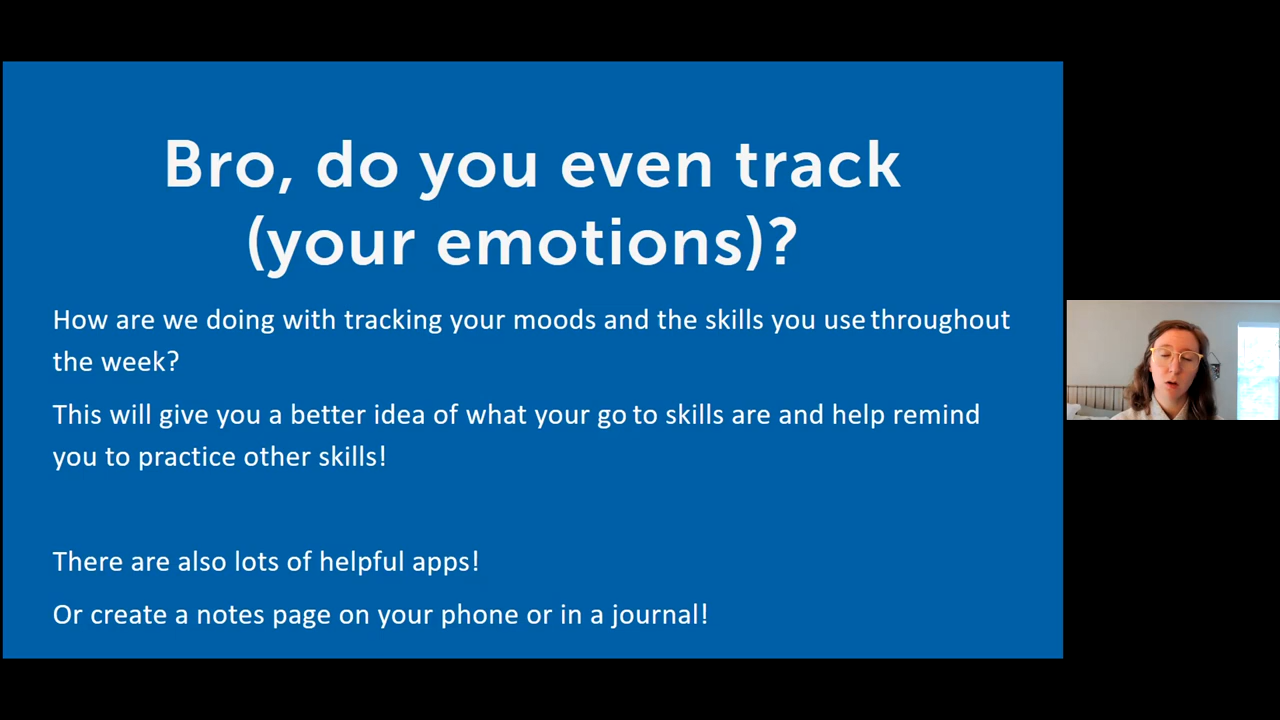 Bro, do you even track
(your emotions)?
How are we doing with tracking your moods and the skills you use throughout
the week?
This will give you a better idea of what your go to skills are and help remind
you to practice other skills!
There are also lots of helpful apps!
Or create a notes page on your phone or in a journal!